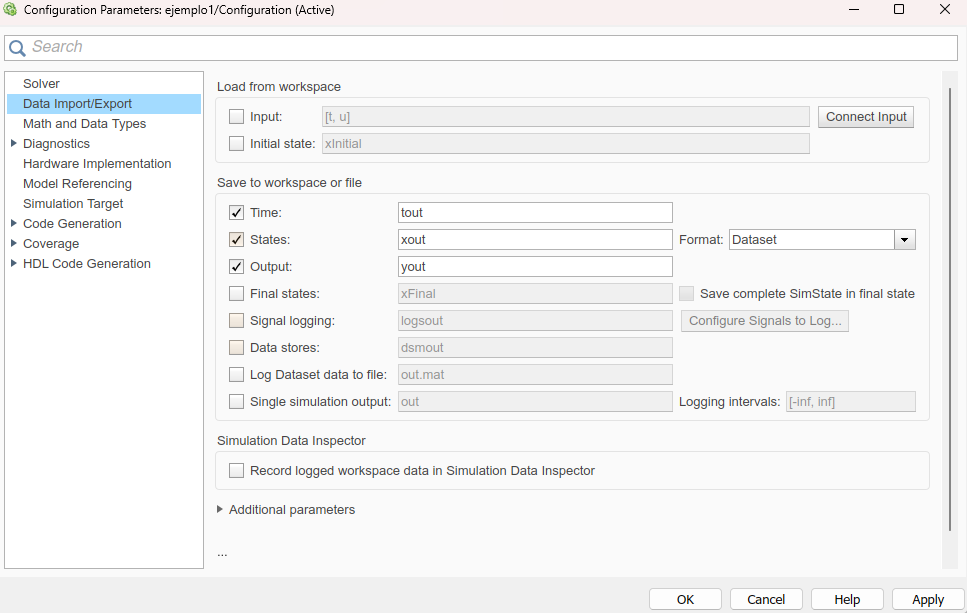 Configuration Parameters: ejemplo1/Configuration (Active)
Search
Solver
Data Import/Export
Math and Data Types
Diagnostics
Hardware Implementation
Model Referencing
Simulation Target
Code Generation
Coverage
HDL Code Generation
Load from workspace
Input: [t, u] Connect Input
Initial state: xInitial
Save to workspace or file
Time: tout
States: xout Format: Dataset
Output: yout
Final states: xFinal Save complete SimState in final state
Signal logging: logsout Configure Signals to Log...
Data stores: dsmout
Log Dataset data to file: out.mat
Single simulation output: out Logging intervals: [-inf, inf]
Simulation Data Inspector
Record logged workspace data in Simulation Data Inspector
Additional parameters
...
OK Cancel Help Apply